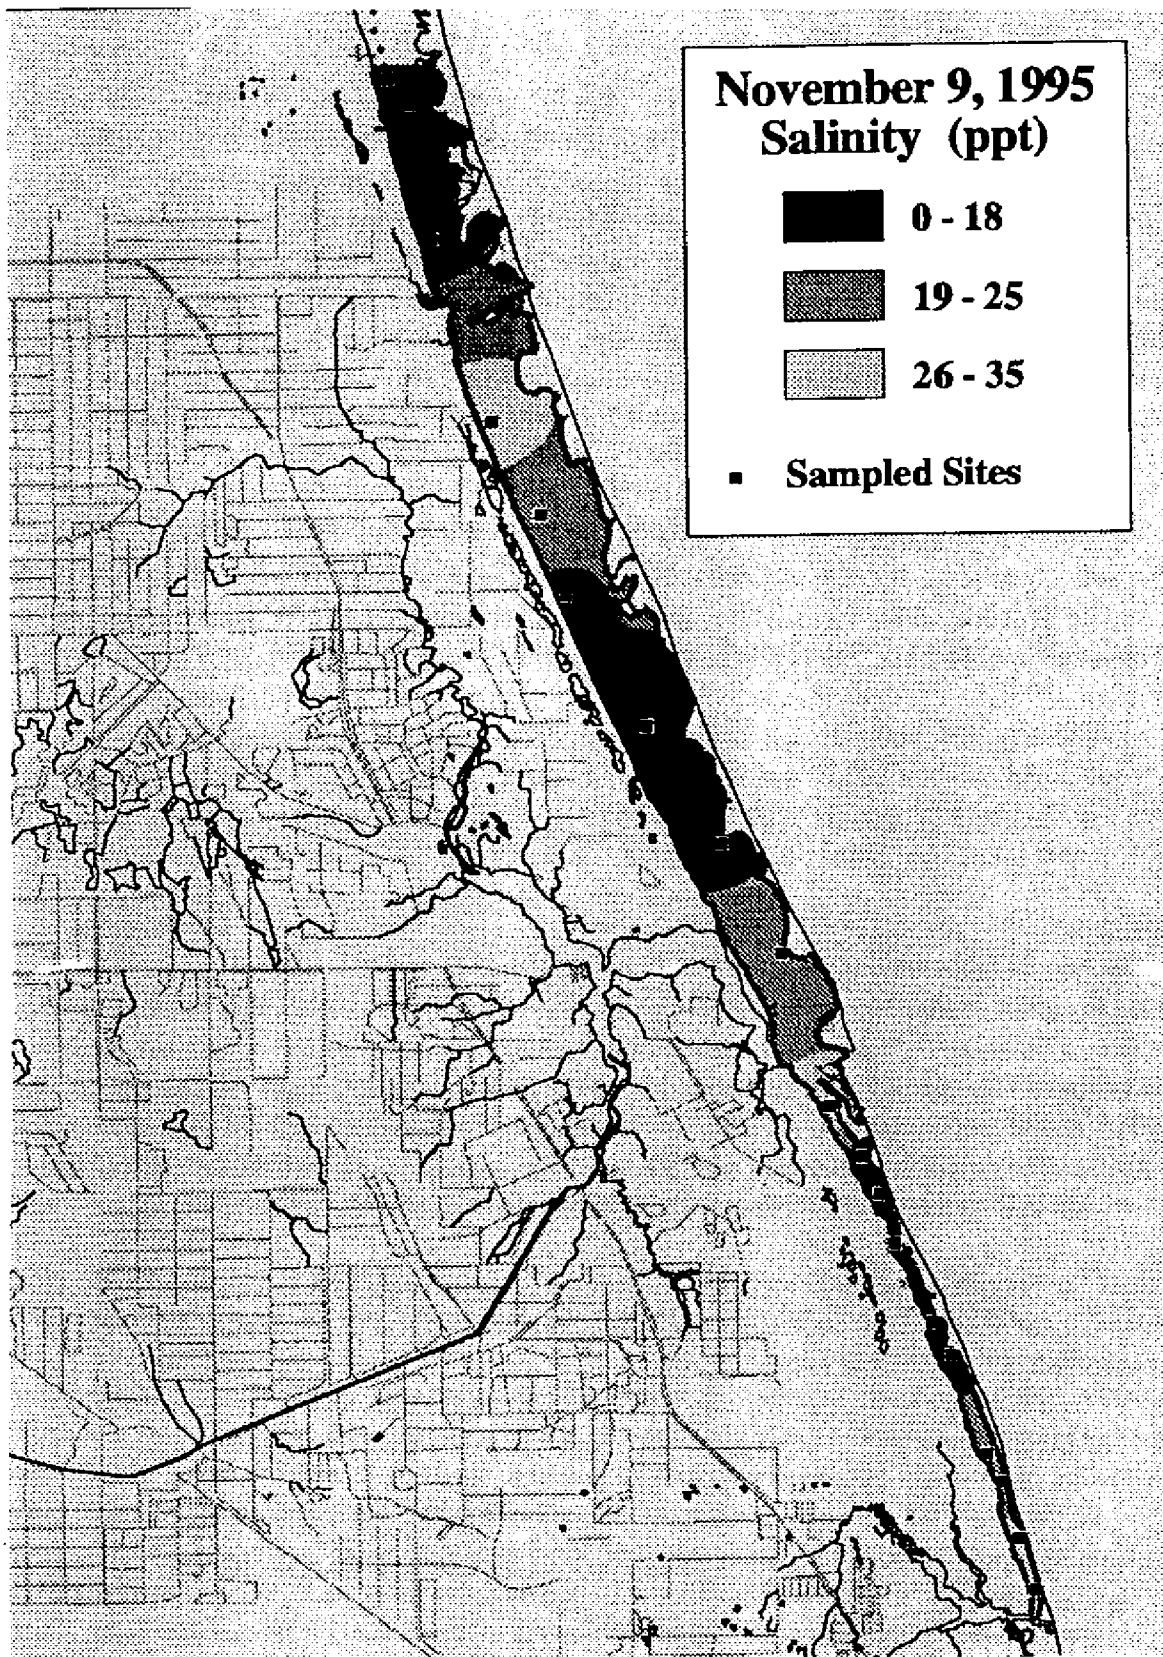 November 9, 1995
Salinity (ppt)
0 - 18
19 - 25
26 - 35
Sampled Sites